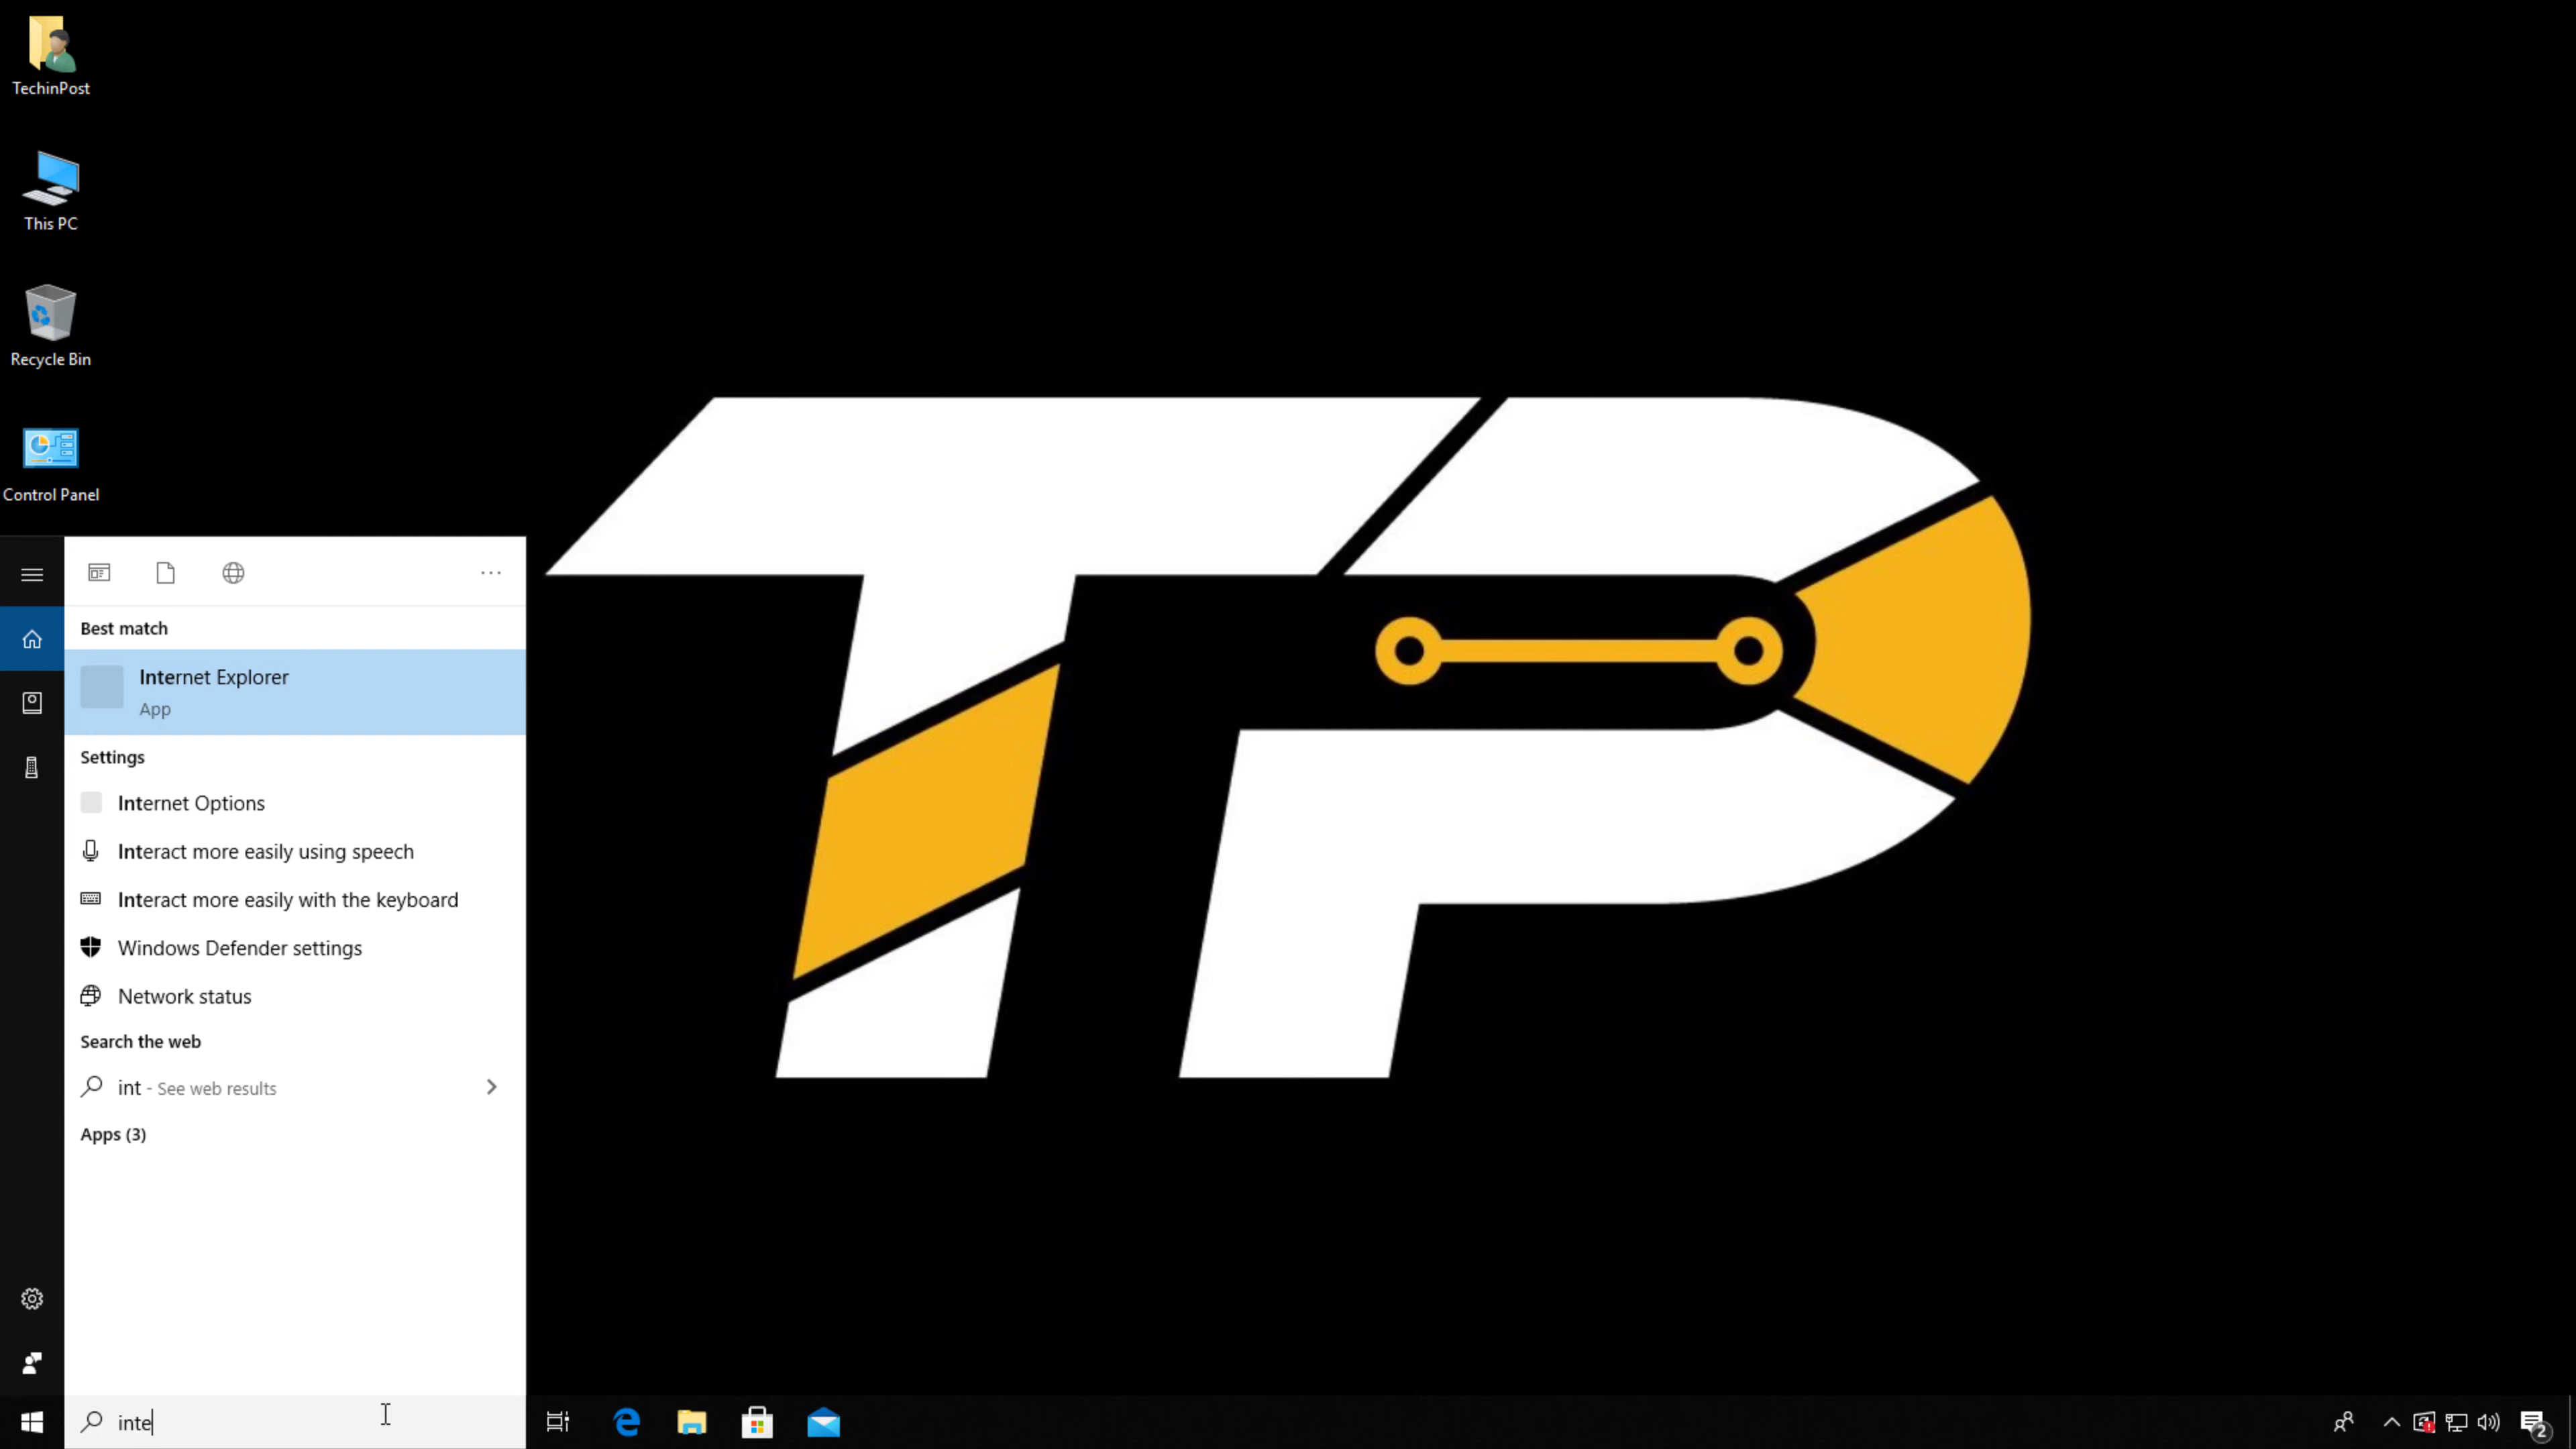 TechinPost
This PC
Recycle Bin
Control Panel
TP
Best match
Internet Explorer
App
Settings
Internet Options
Interact more easily using speech
Interact more easily with the keyboard
Windows Defender settings
Network status
Search the web
int - See web results
Apps (3)
inte
2